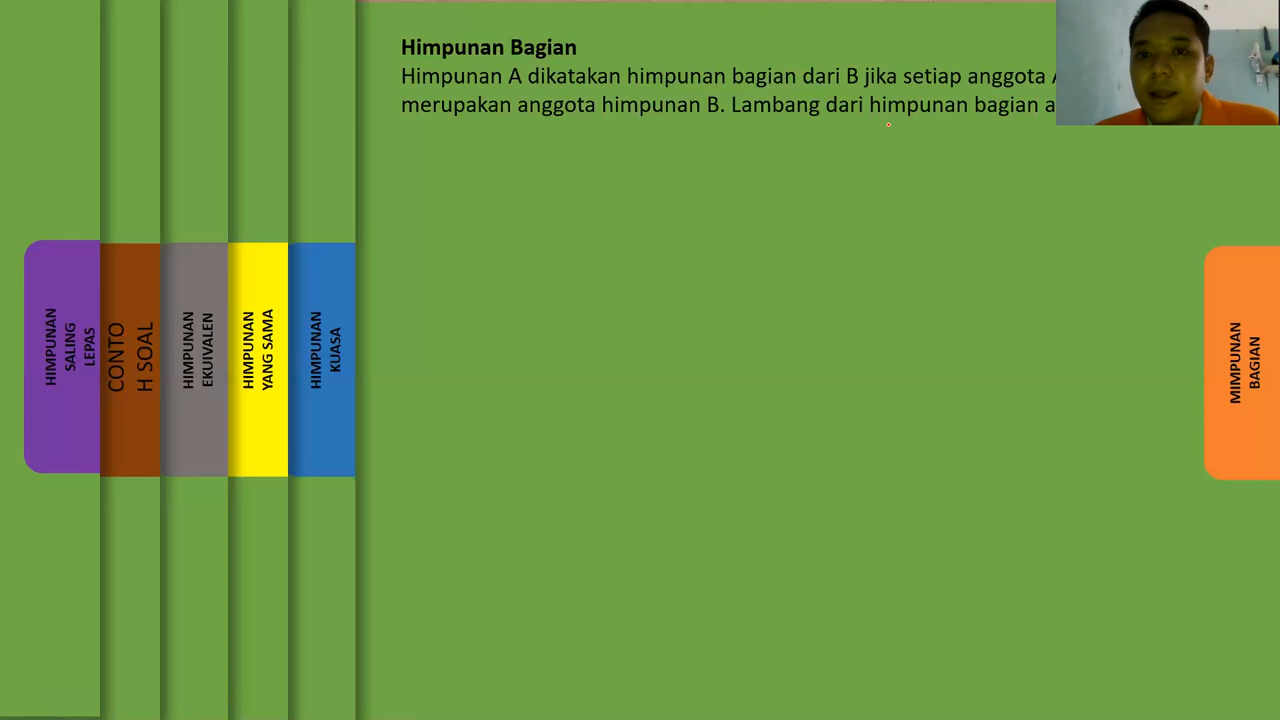 Himpunan Bagian
Himpunan A dikatakan himpunan bagian dari B jika setiap anggota
merupakan anggota himpunan B. Lambang dari himpunan bagian
HIMPUNAN
SALING
LEPAS
CONTO
H SOAL
HIMPUNAN
EKUIVALEN
HIMPUNAN
YANG SAMA
HIMPUNAN
KUASA
MIMPUNAN
BAGIAN